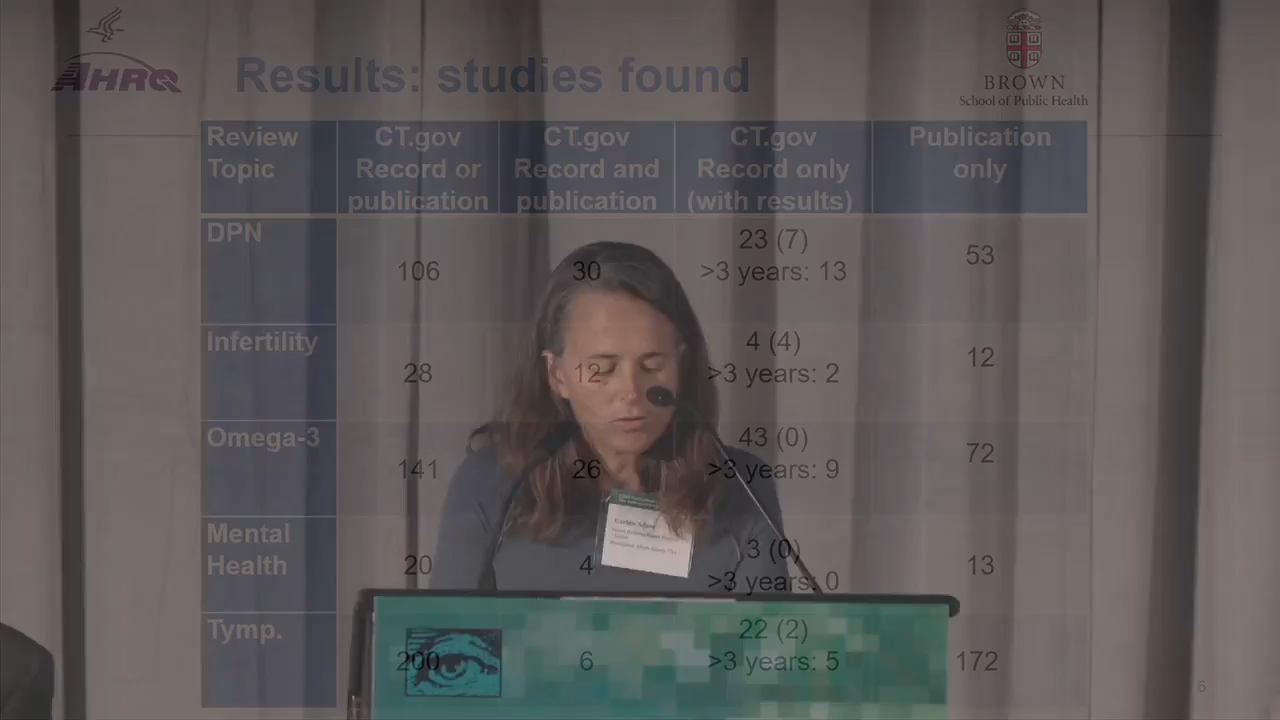 AHRQ
Results: studies found
BROWN
School of Public Health
Review Topic
CT.gov Record or publication
CT.gov Record and publication
CT.gov Record only (with results)
Publication only
DPN
106
30
23 (7)
>3 years: 13
53
Infertility
28
12
4 (4)
>3 years: 2
12
Omega-3
141
26
43 (0)
>3 years: 9
72
Mental Health
20
4
3 (0)
>3 years: 0
13
Tymp.
200
6
22 (2)
>3 years: 5
172
6